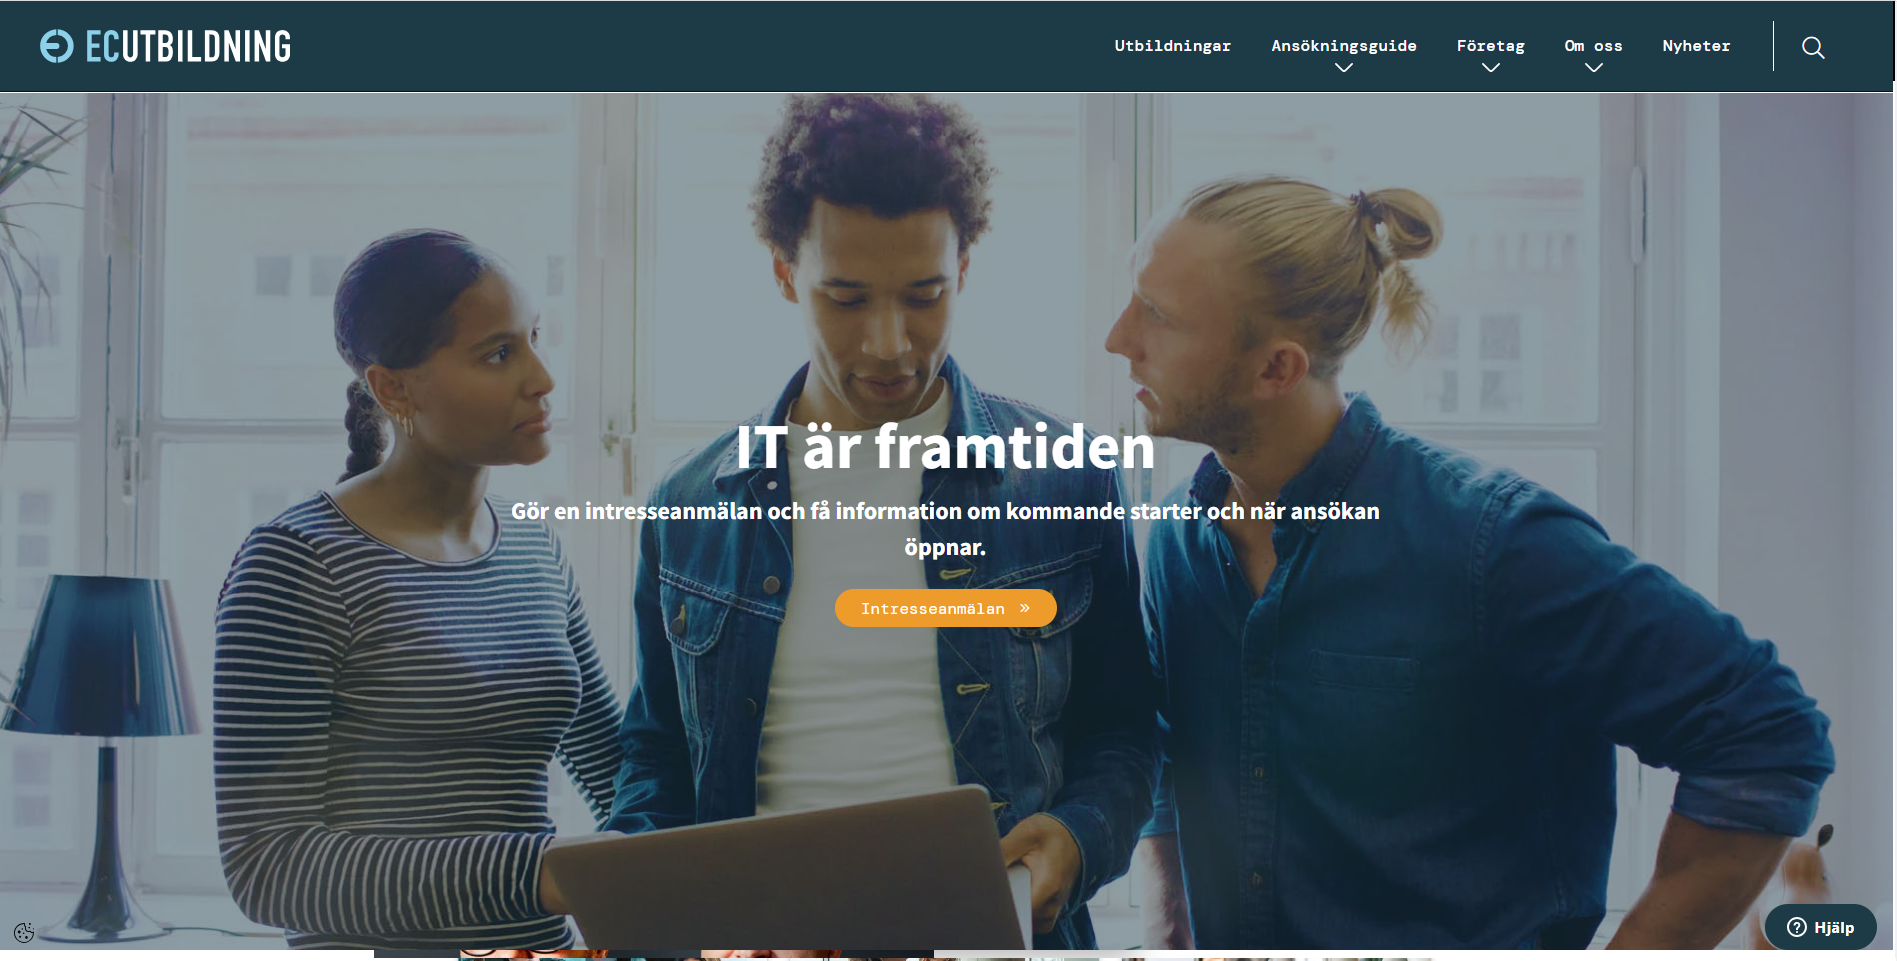 ECUTBILDNING
Utbildningar
Ansökningsguide
Företag
Om oss
Nyheter
IT är framtiden
Gör en intresseanmälan och få information om kommande starter och när ansökan
öppnar.
Intresseanmälan »
Hjälp